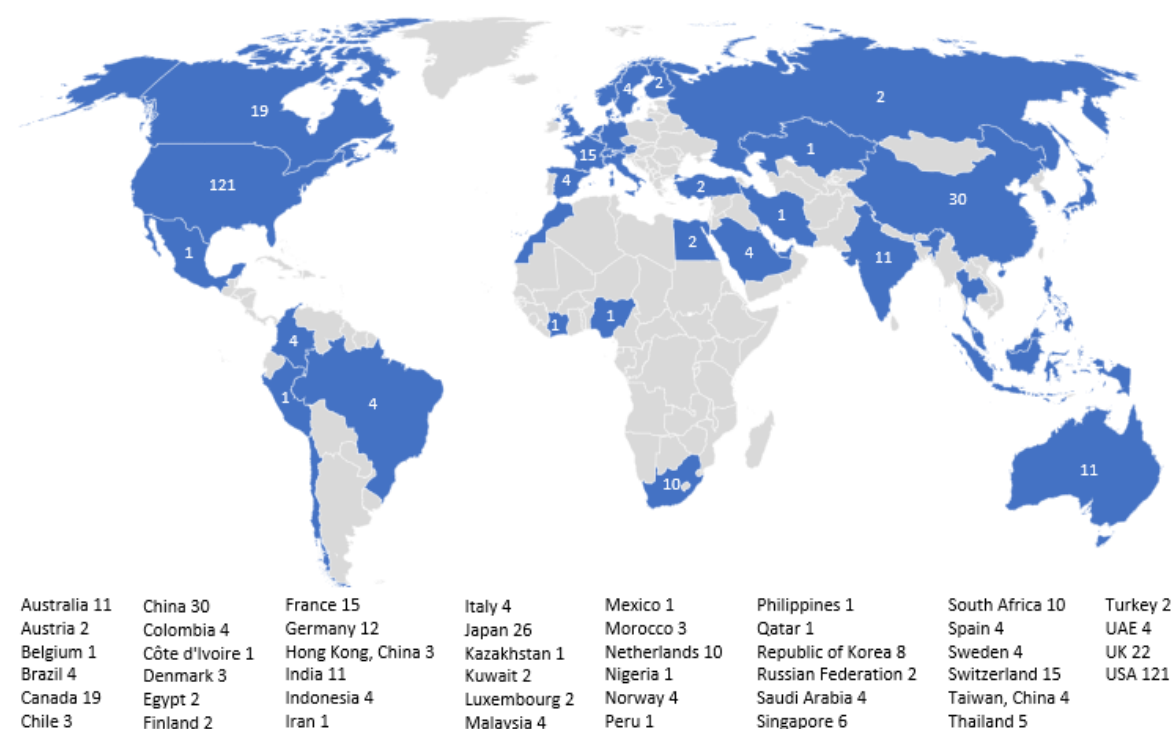 4
2
2
19
1
15
121
4
2
30
1
2
4
11
1
1
1
4
1
4
11
10
Australia 11
Austria 2
Belgium 1
Brazil 4
Canada 19
Chile 3
China 30
Colombia 4
Côte d'Ivoire 1
Denmark 3
Egypt 2
Finland 2
France 15
Germany 12
Hong Kong, China 3
India 11
Indonesia 4
Iran 1
Italy 4
Japan 26
Kazakhstan 1
Kuwait 2
Luxembourg 2
Malaysia 4
Mexico 1
Morocco 3
Netherlands 10
Nigeria 1
Norway 4
Peru 1
Philippines 1
Qatar 1
Republic of Korea 8
Russian Federation 2
Saudi Arabia 4
Singapore 6
South Africa 10
Spain 4
Sweden 4
Switzerland 15
Taiwan, China 4
Thailand 5
Turkey 2
UAE 4
UK 22
USA 121